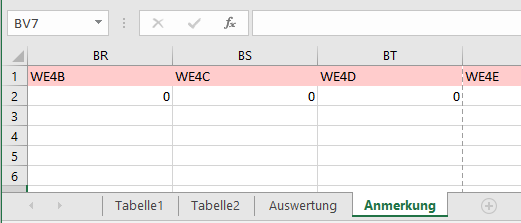 BV7 fx
BR BS BT
1 WE4B WE4C WE4D WE4E
2 0 0 0
3
4
5
6
Tabelle1 Tabelle2 Auswertung Anmerkung